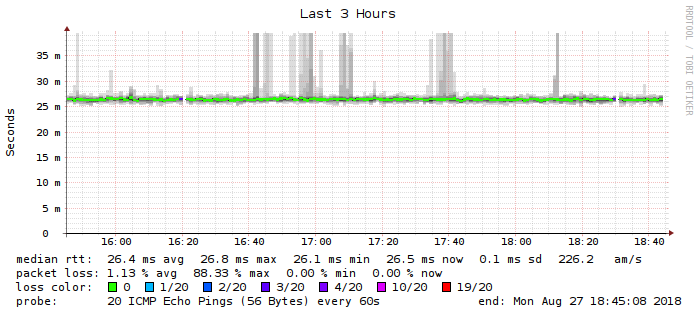 Last 3 Hours
RRDTOOL / TOBI OETIKER
Seconds
35 m
30 m
25 m
20 m
15 m
10 m
5 m
0
16:00 16:20 16:40 17:00 17:20 17:40 18:00 18:20 18:40
median rtt: 26.4 ms avg 26.8 ms max 26.1 ms min 26.5 ms now 0.1 ms sd 226.2 am/s
packet loss: 1.13 % avg 88.33 % max 0.00 % min 0.00 % now
loss color: 0 1/20 2/20 3/20 4/20 10/20 19/20
probe: 20 ICMP Echo Pings (56 Bytes) every 60s end: Mon Aug 27 18:45:08 2018